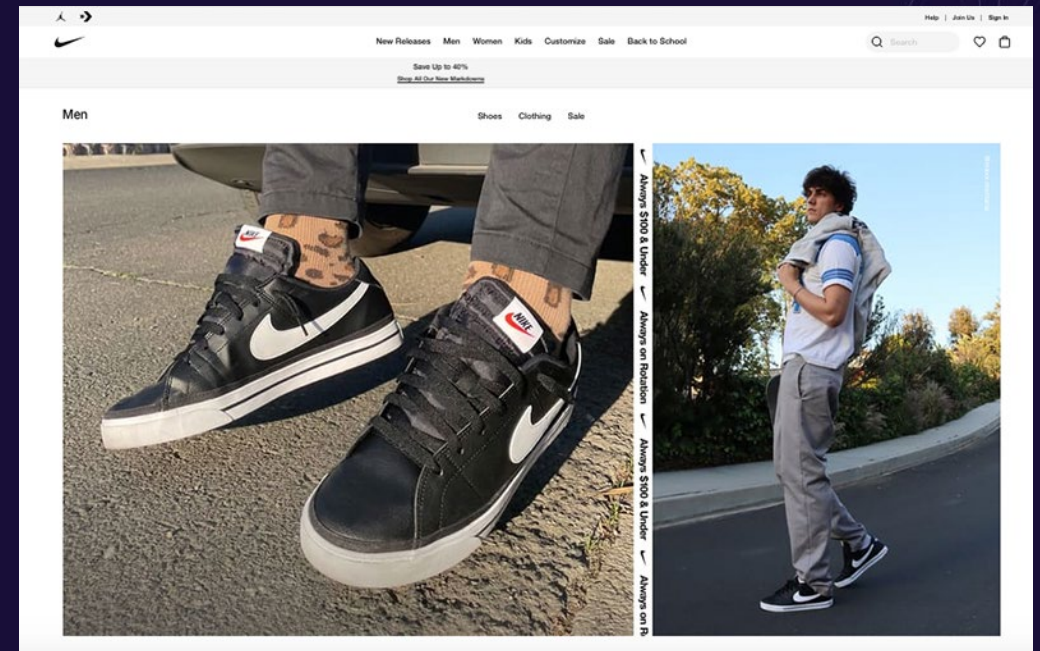 Help | Join Us | Sign In
New Releases Men Women Kids Customize Sale Back to School
Search
Save Up to 40%
Shop All Our New Markdowns
Men
Shoes Clothing Sale
NIKE
NIKE
Always $100 & Under Always on Rotation Always $100 & Under Always on R